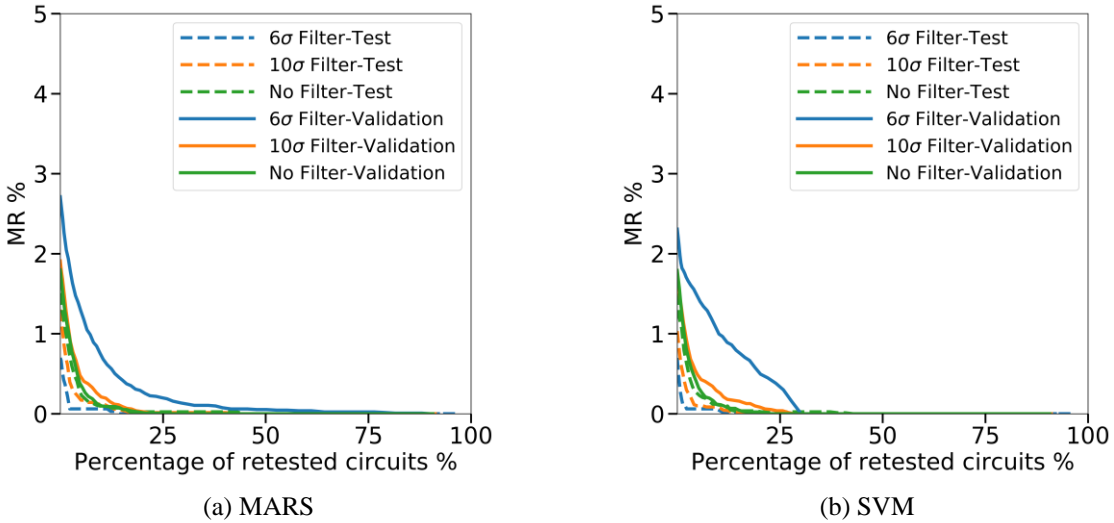 5
4
3
2
1
0
MR %
6σ Filter-Test
10σ Filter-Test
No Filter-Test
6σ Filter-Validation
10σ Filter-Validation
No Filter-Validation
25 50 75 100
Percentage of retested circuits %
(a) MARS
5
4
3
2
1
0
MR %
6σ Filter-Test
10σ Filter-Test
No Filter-Test
6σ Filter-Validation
10σ Filter-Validation
No Filter-Validation
25 50 75 100
Percentage of retested circuits %
(b) SVM